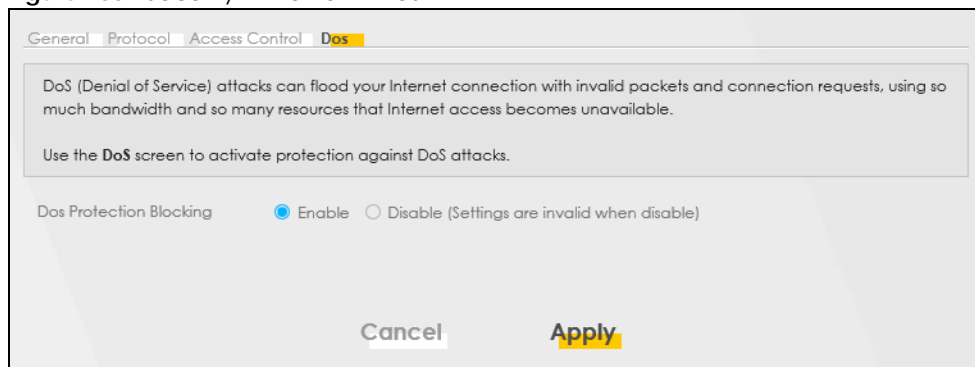 General Protocol Access Control Dos
DoS (Denial of Service) attacks can flood your Internet connection with invalid packets and connection requests, using so
much bandwidth and so many resources that Internet access becomes unavailable.
Use the DoS screen to activate protection against DoS attacks.
Dos Protection Blocking Enable Disable (Settings are invalid when disable)
Cancel Apply